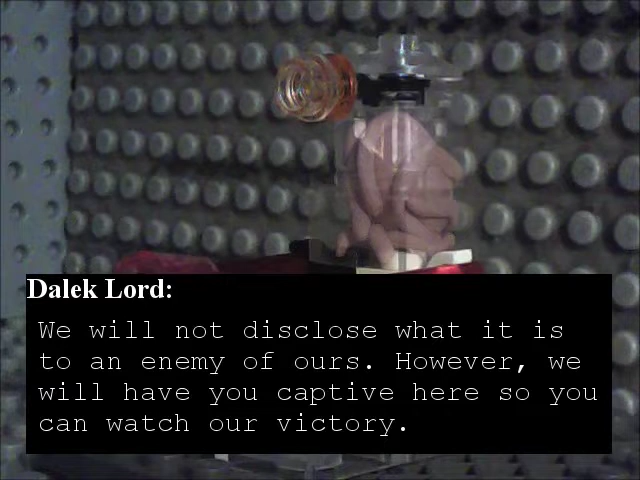 Dalek Lord:
We will not disclose what it is
to an enemy of ours. However, we
will have you captive here so you
can watch our victory.